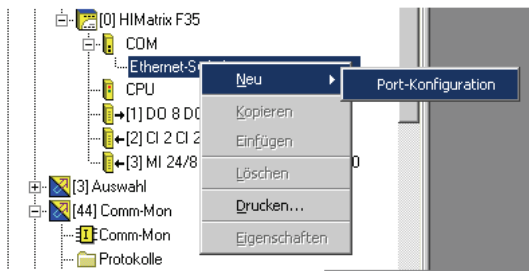 [0] HIMatrix F35
COM
Ethernet-S
CPU
[1] DO 8 DO
[2] CI 2 CI 2
[3] MI 24/8
[3] Auswahl
[44] Comm-Mon
Comm-Mon
Protokolle
Neu
Kopieren
Einfügen
Löschen
Drucken...
Eigenschaften
Port-Konfiguration